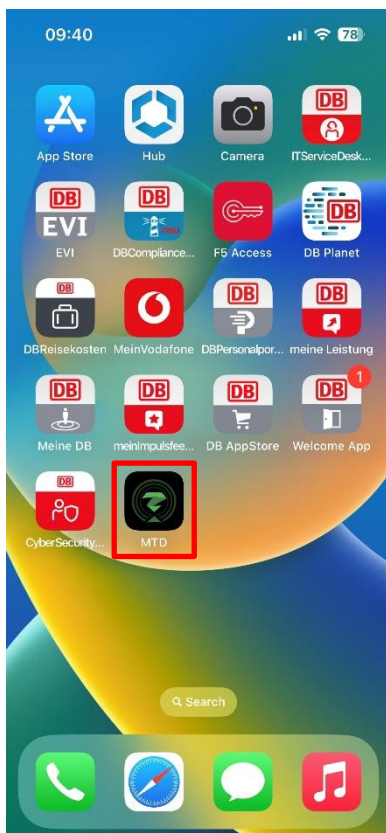 09:40
78
App Store
Hub
Camera
DB
ITServiceDesk...
DB
EVI
EVI
DB
neu
DBCompliance...
F5 Access
DB
DB Planet
DB
DBReisekosten
MeinVodafone
DB
DBPersonalpor...
DB
meine Leistung
DB
Meine DB
DB
meinImpulsfee...
DB
DB AppStore
DB
1
Welcome App
DB
CyberSecurity...
MTD
Search